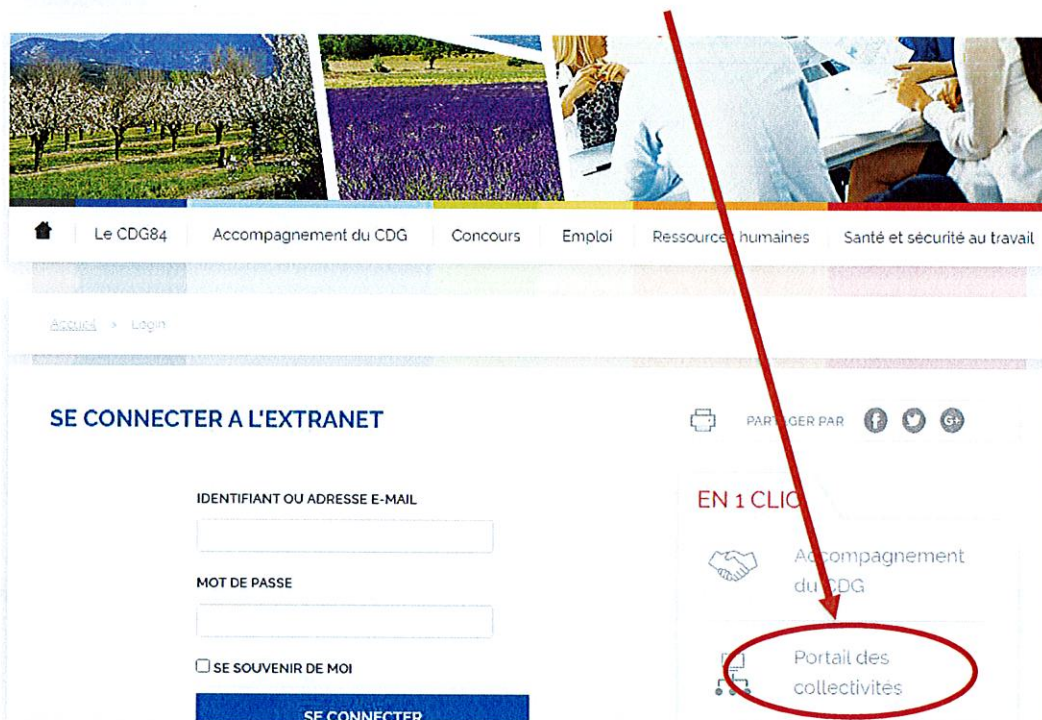 Le CDG84 Accompagnement du CDG Concours Emploi Ressources humaines Santé et sécurité au travail
Accueil > Login
SE CONNECTER A L'EXTRANET
PARTAGER PAR
IDENTIFIANT OU ADRESSE E-MAIL
MOT DE PASSE
SE SOUVENIR DE MOI
SE CONNECTER
EN 1 CLIC
Accompagnement
du CDG
Portail des
collectivités